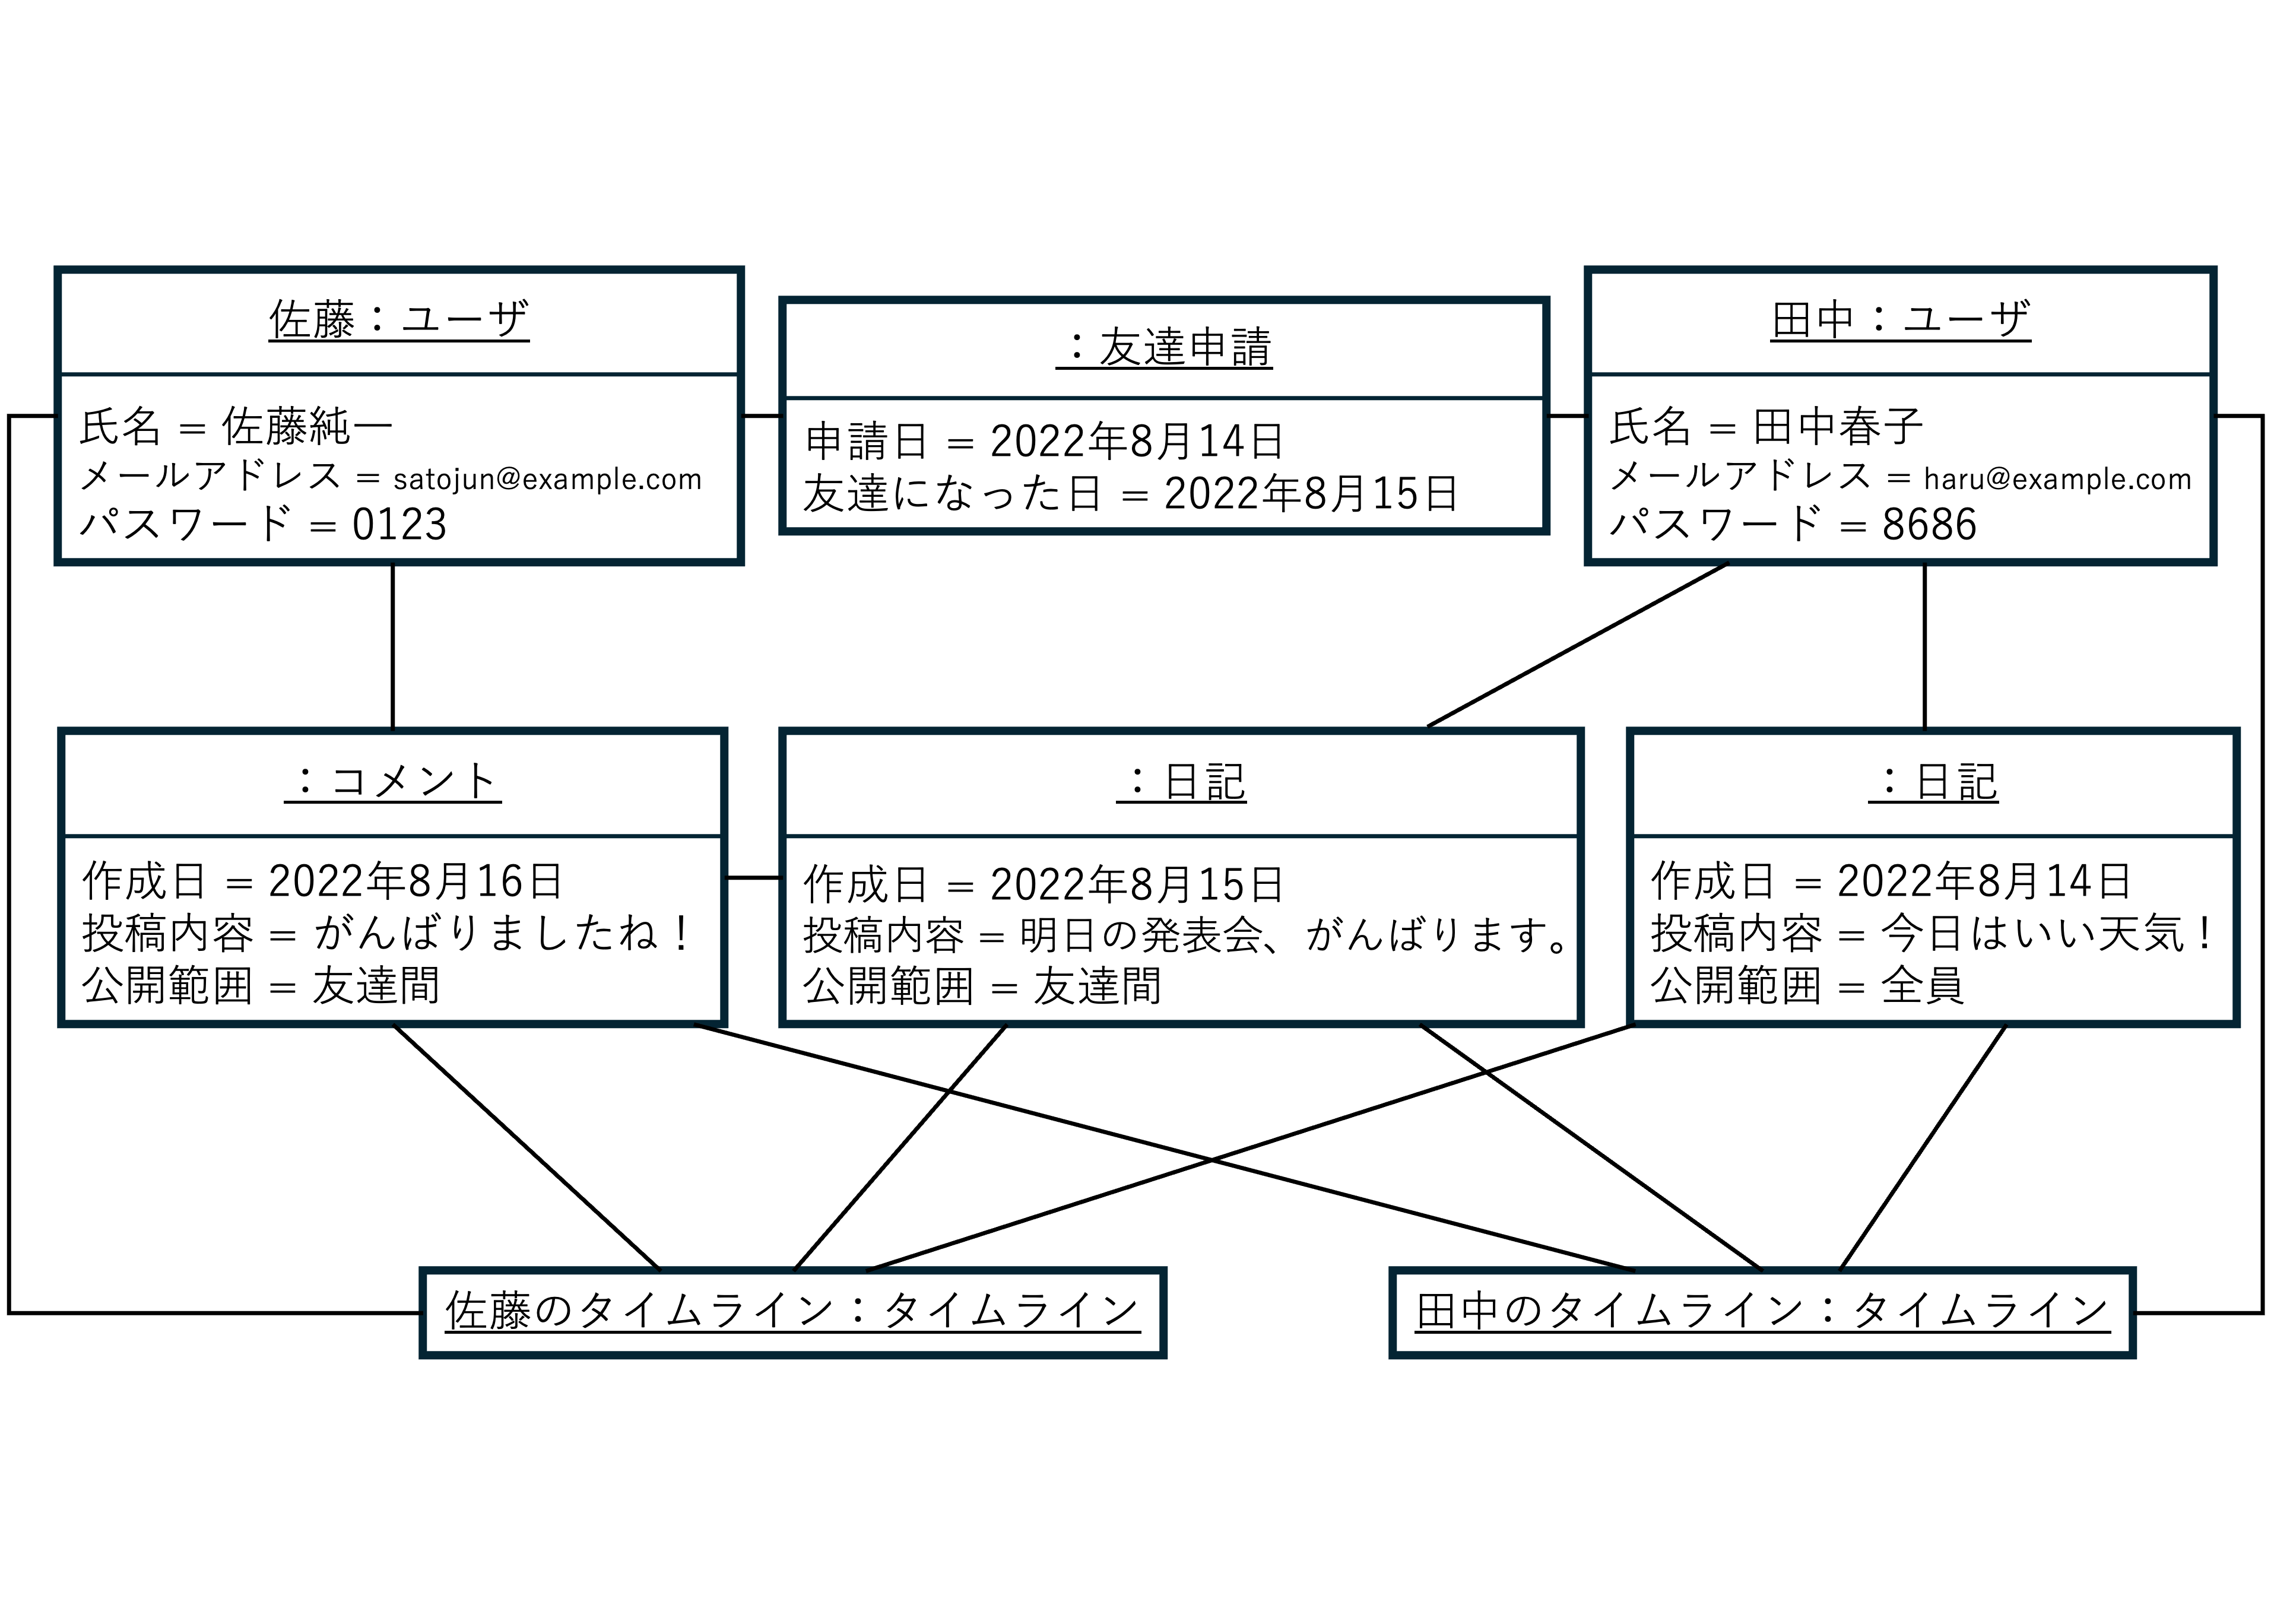 佐藤：ユーザ
氏名 = 佐藤純一
メールアドレス = satojun@example.com
パスワード = 0123
：友達申請
申請日 = 2022年8月14日
友達になった日 = 2022年8月15日
田中：ユーザ
氏名 = 田中春子
メールアドレス = haru@example.com
パスワード = 8686
：コメント
作成日 = 2022年8月16日
投稿内容 = がんばりましたね！
公開範囲 = 友達間
：日記
作成日 = 2022年8月15日
投稿内容 = 明日の発表会、がんばります。
公開範囲 = 友達間
：日記
作成日 = 2022年8月14日
投稿内容 = 今日はいい天気！
公開範囲 = 全員
佐藤のタイムライン：タイムライン
田中のタイムライン：タイムライン